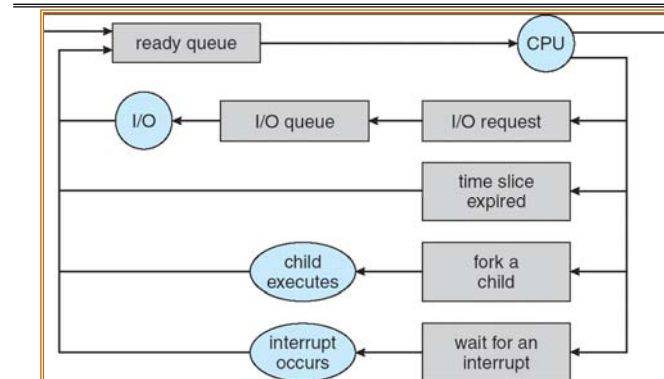 ready queue
CPU
I/O
I/O queue
I/O request
time slice
expired
child
executes
fork a
child
interrupt
occurs
wait for an
interrupt